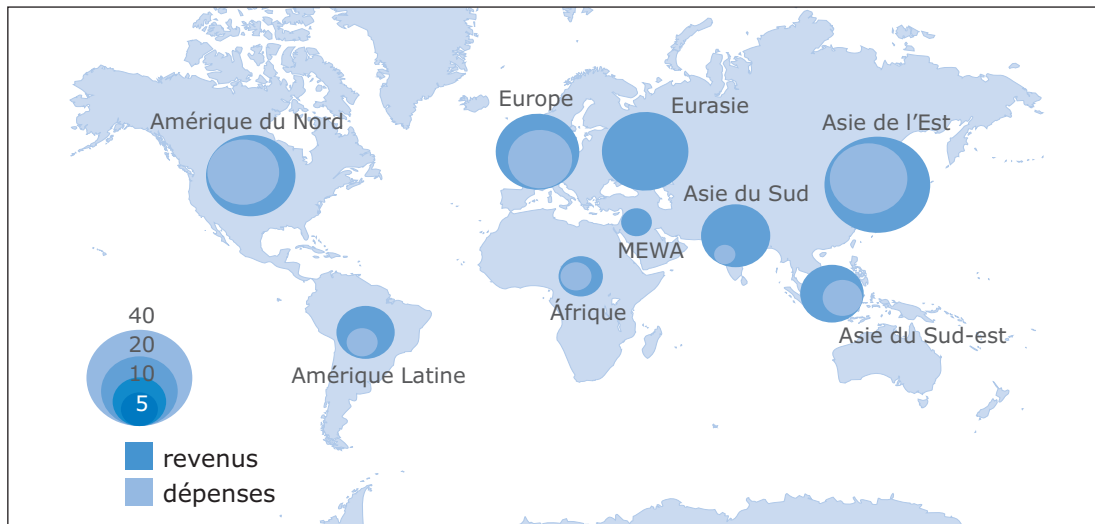 Europe
Eurasie
Amérique du Nord
Asie de l'Est
Asie du Sud
MEWA
Áfrique
Asie du Sud-est
Amérique Latine
40
20
10
5
revenus
dépenses